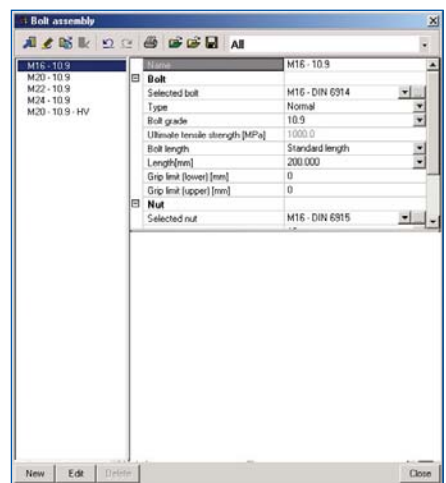 Bolt assembly
All
M16 - 10.9
M20 - 10.9
M22 - 10.9
M24 - 10.9
M20 - 10.9 - HV
Name M16 - 10.9
Bolt
Selected bolt M16 - DIN 6914
Type Normal
Bolt grade 10.9
Ultimate tensile strength [MPa] 1000.0
Bolt length Standard length
Length[mm] 200.000
Grip limit (lower) [mm] 0
Grip limit (upper) [mm] 0
Nut
Selected nut M16 - DIN 6915
New Edit Delete Close